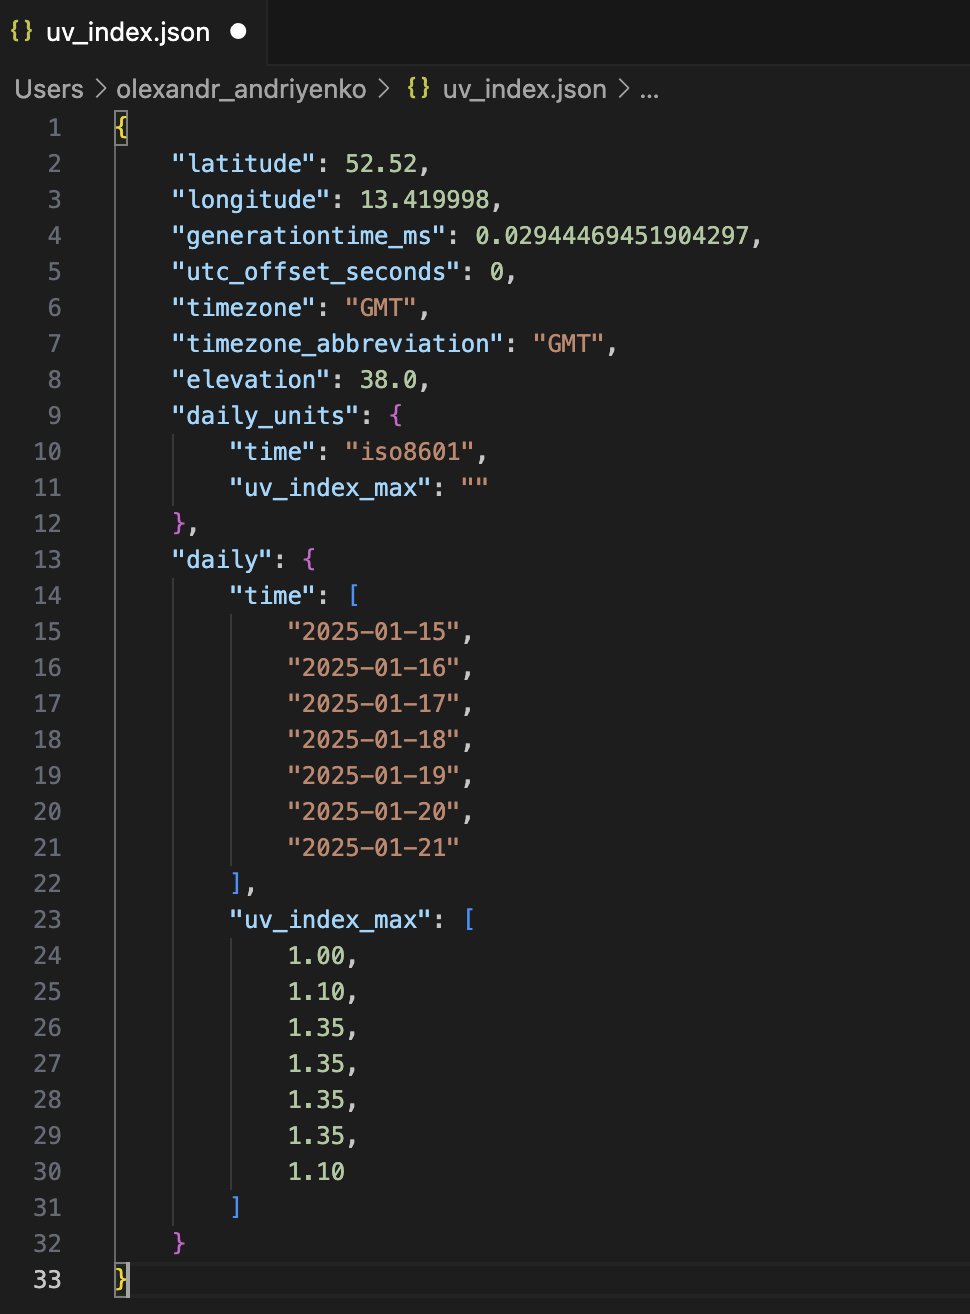 {} uv_index.json ●
Users > olexandr_andriyenko > {} uv_index.json > ...
1 {
2     "latitude": 52.52,
3     "longitude": 13.419998,
4     "generationtime_ms": 0.02944469451904297,
5     "utc_offset_seconds": 0,
6     "timezone": "GMT",
7     "timezone_abbreviation": "GMT",
8     "elevation": 38.0,
9     "daily_units": {
10         "time": "iso8601",
11         "uv_index_max": ""
12     },
13     "daily": {
14         "time": [
15             "2025-01-15",
16             "2025-01-16",
17             "2025-01-17",
18             "2025-01-18",
19             "2025-01-19",
20             "2025-01-20",
21             "2025-01-21"
22         ],
23         "uv_index_max": [
24             1.00,
25             1.10,
26             1.35,
27             1.35,
28             1.35,
29             1.35,
30             1.10
31         ]
32     }
33 }